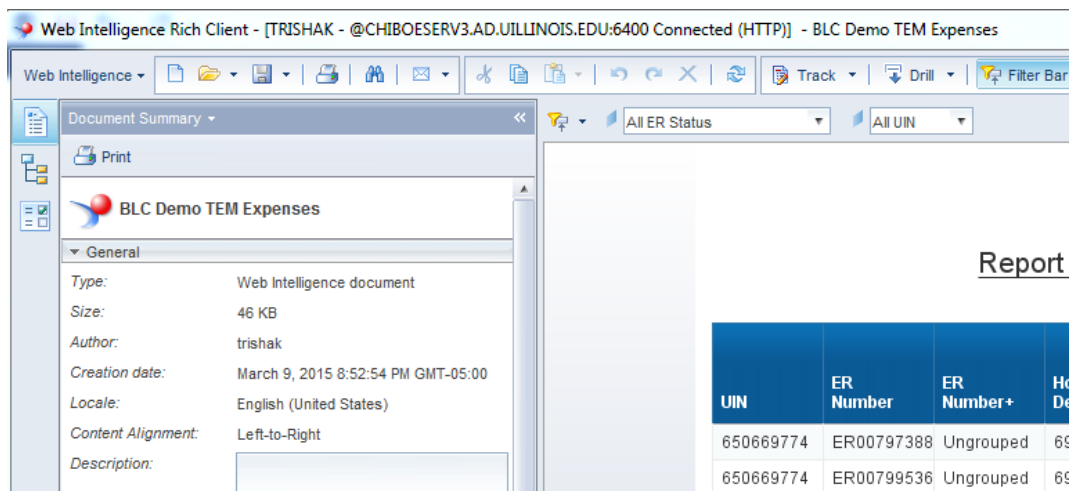 Web Intelligence Rich Client - [TRISHAK - @CHIBOESERV3.AD.UILLINOIS.EDU:6400 Connected (HTTP)] - BLC Demo TEM Expenses
Web Intelligence Track Drill Filter Bar
Document Summary
All ER Status All UIN
Print
BLC Demo TEM Expenses
General
Type: Web Intelligence document
Size: 46 KB
Author: trishak
Creation date: March 9, 2015 8:52:54 PM GMT-05:00
Locale: English (United States)
Content Alignment: Left-to-Right
Description:
Report
UIN ER Number ER Number+ Ho De
650669774 ER00797388 Ungrouped 69
650669774 ER00799536 Ungrouped 69